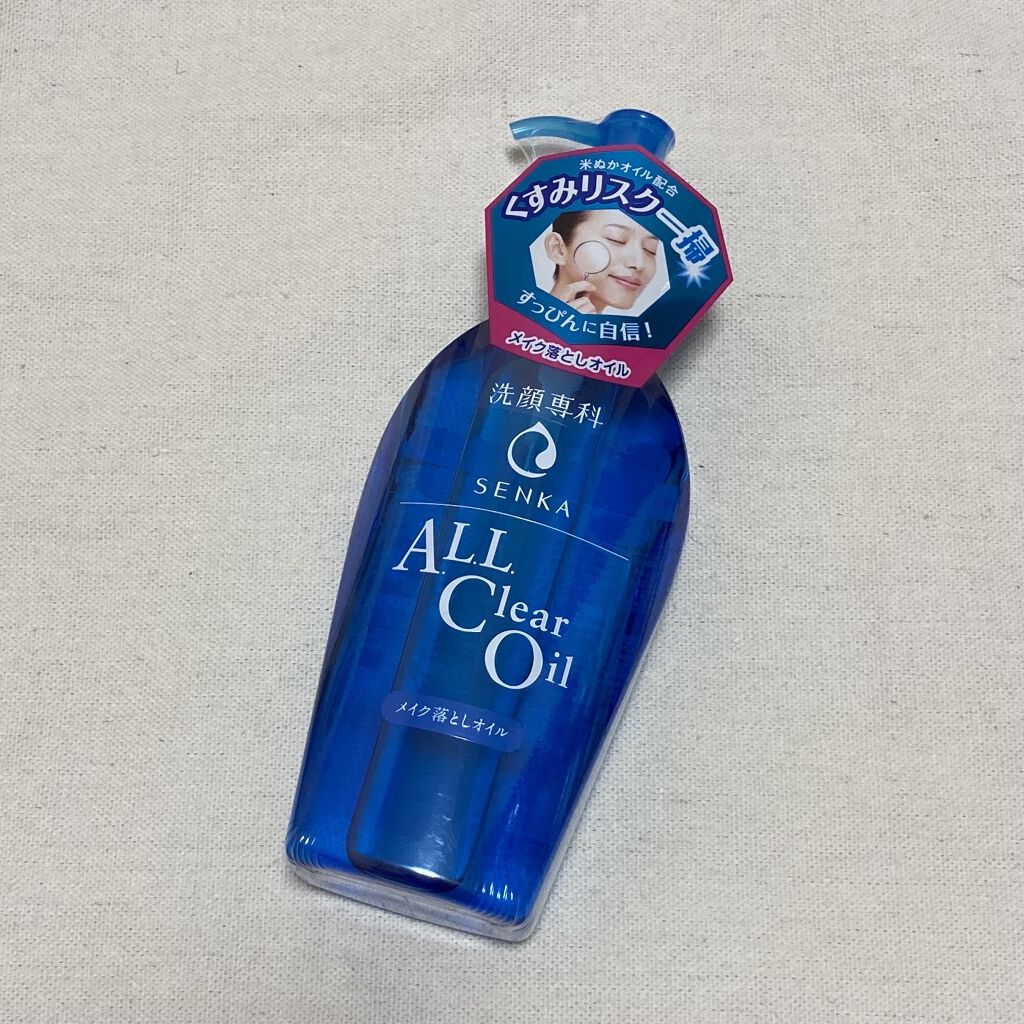 米ぬかオイル配合
くすみリスク一掃
すっぴんに自信!
メイク落としオイル
洗顔専科
SENKA
A.L.L.
Clear
Oil
メイク落としオイル